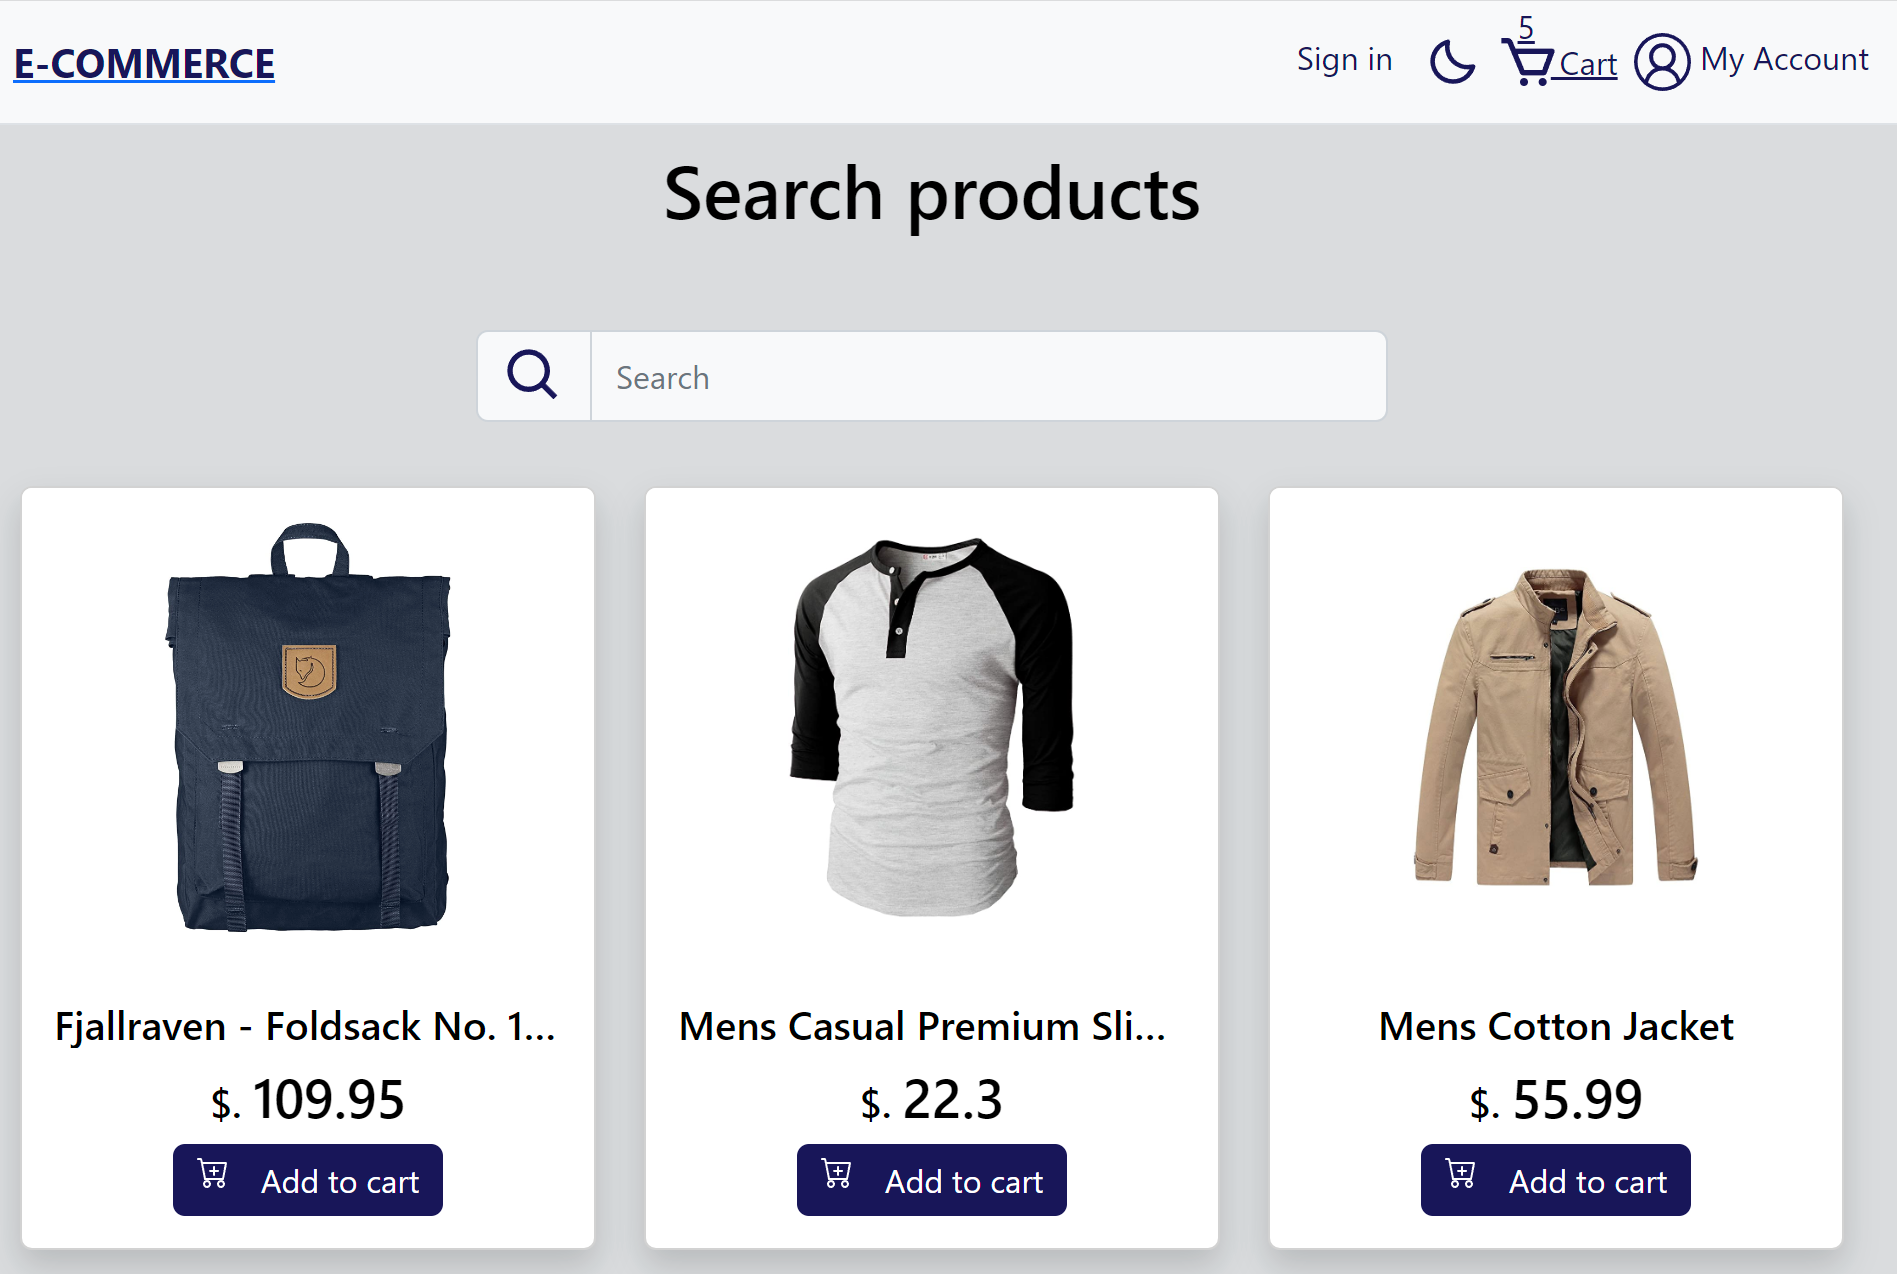 5
E-COMMERCE
Sign in
Cart
My Account
Search products
Search
Fjallraven - Foldsack No. 1...
$. 109.95
Add to cart
Mens Casual Premium Sli...
$. 22.3
Add to cart
Mens Cotton Jacket
$. 55.99
Add to cart